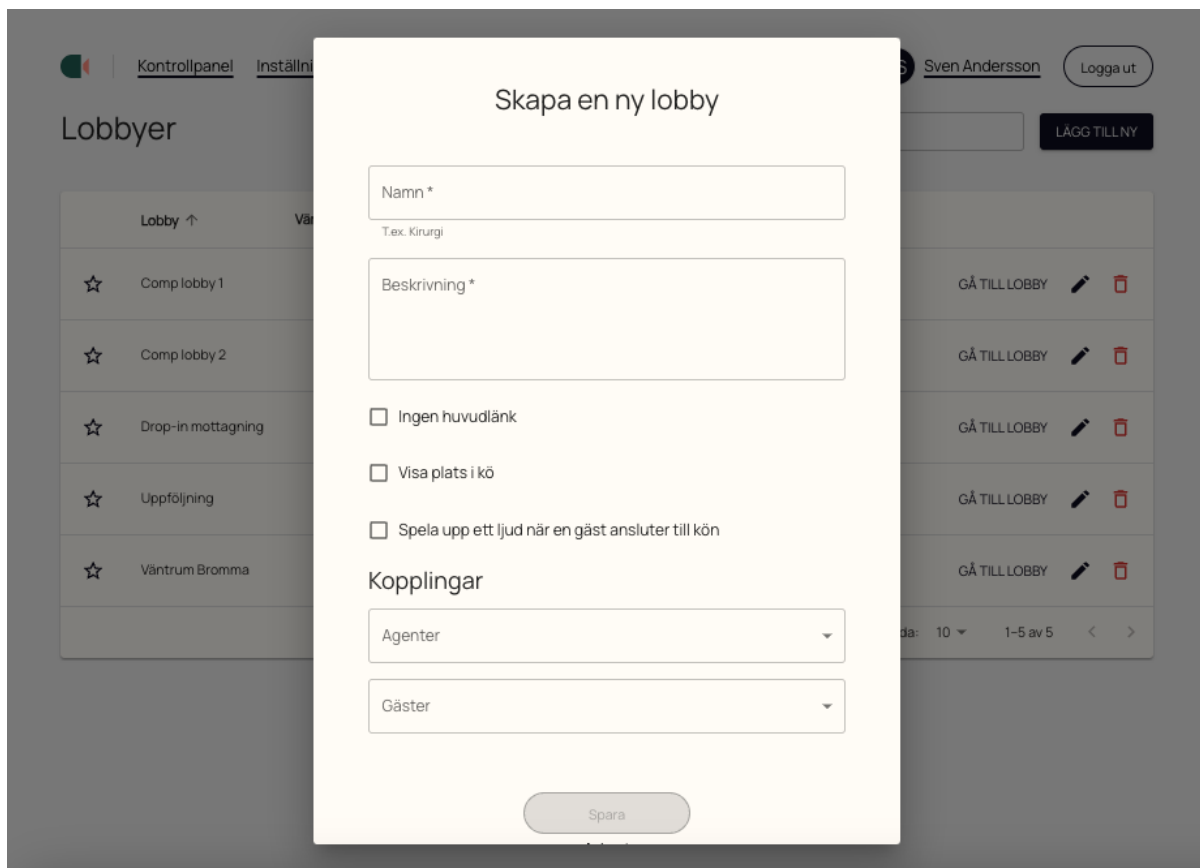 Kontrollpanel
Sven Andersson
Logga ut
Lobbyer
LÄGG TILL NY
Lobby
Comp lobby 1
GÅ TILL LOBBY
Comp lobby 2
GÅ TILL LOBBY
Drop-in mottagning
GÅ TILL LOBBY
Uppföljning
GÅ TILL LOBBY
Väntrum Bromma
GÅ TILL LOBBY
10
1–5 av 5
Skapa en ny lobby
Namn *
T.ex. Kirurgi
Beskrivning *
Ingen huvudlänk
Visa plats i kö
Spela upp ett ljud när en gäst ansluter till kön
Kopplingar
Agenter
Gäster
Spara